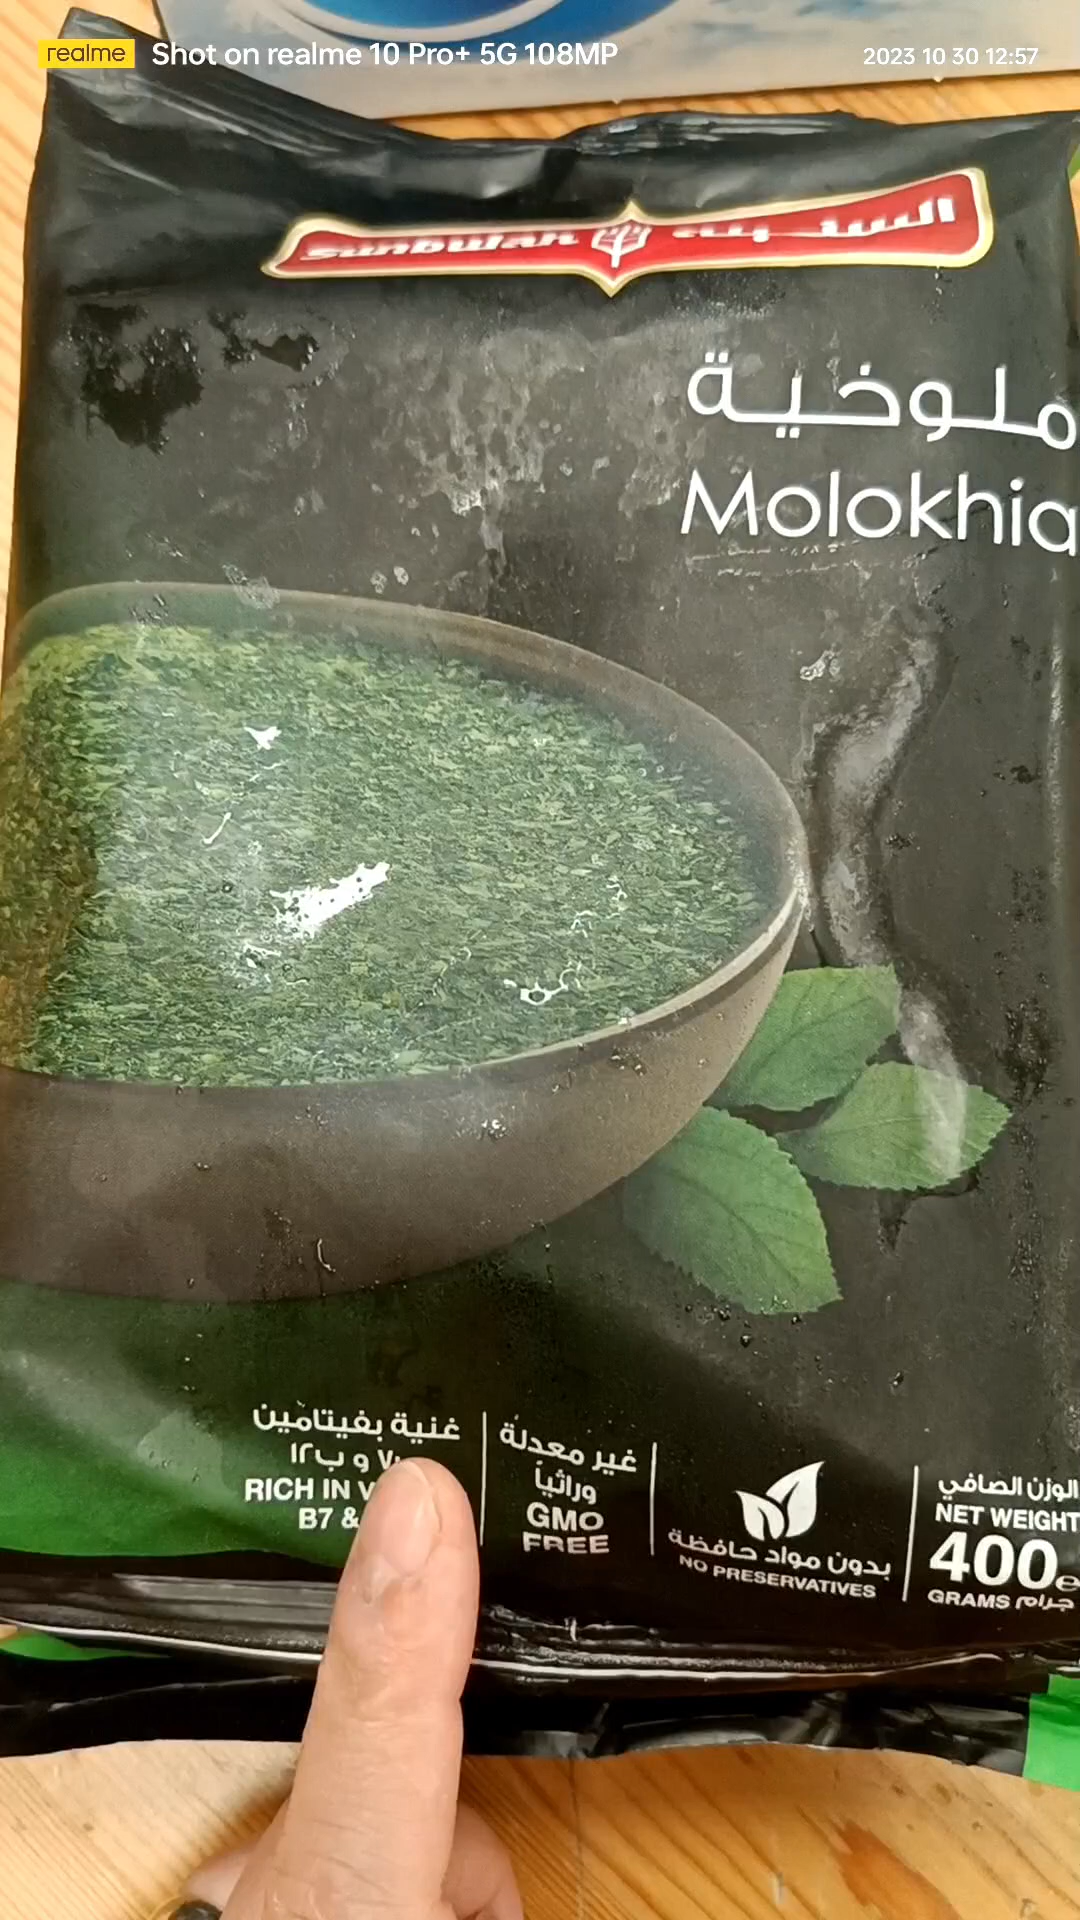 realme Shot on realme 10 Pro+ 5G 108MP
2023 10 30 12:57
sunbulah السنبلة
ملوخية
Molokhia
غنية بفيتامين
و ب١٢
RICH IN
B7 &
غير معدلة
وراثياً
GMO
FREE
بدون مواد حافظة
NO PRESERVATIVES
الوزن الصافي
NET WEIGHT
400e
GRAMS جرام